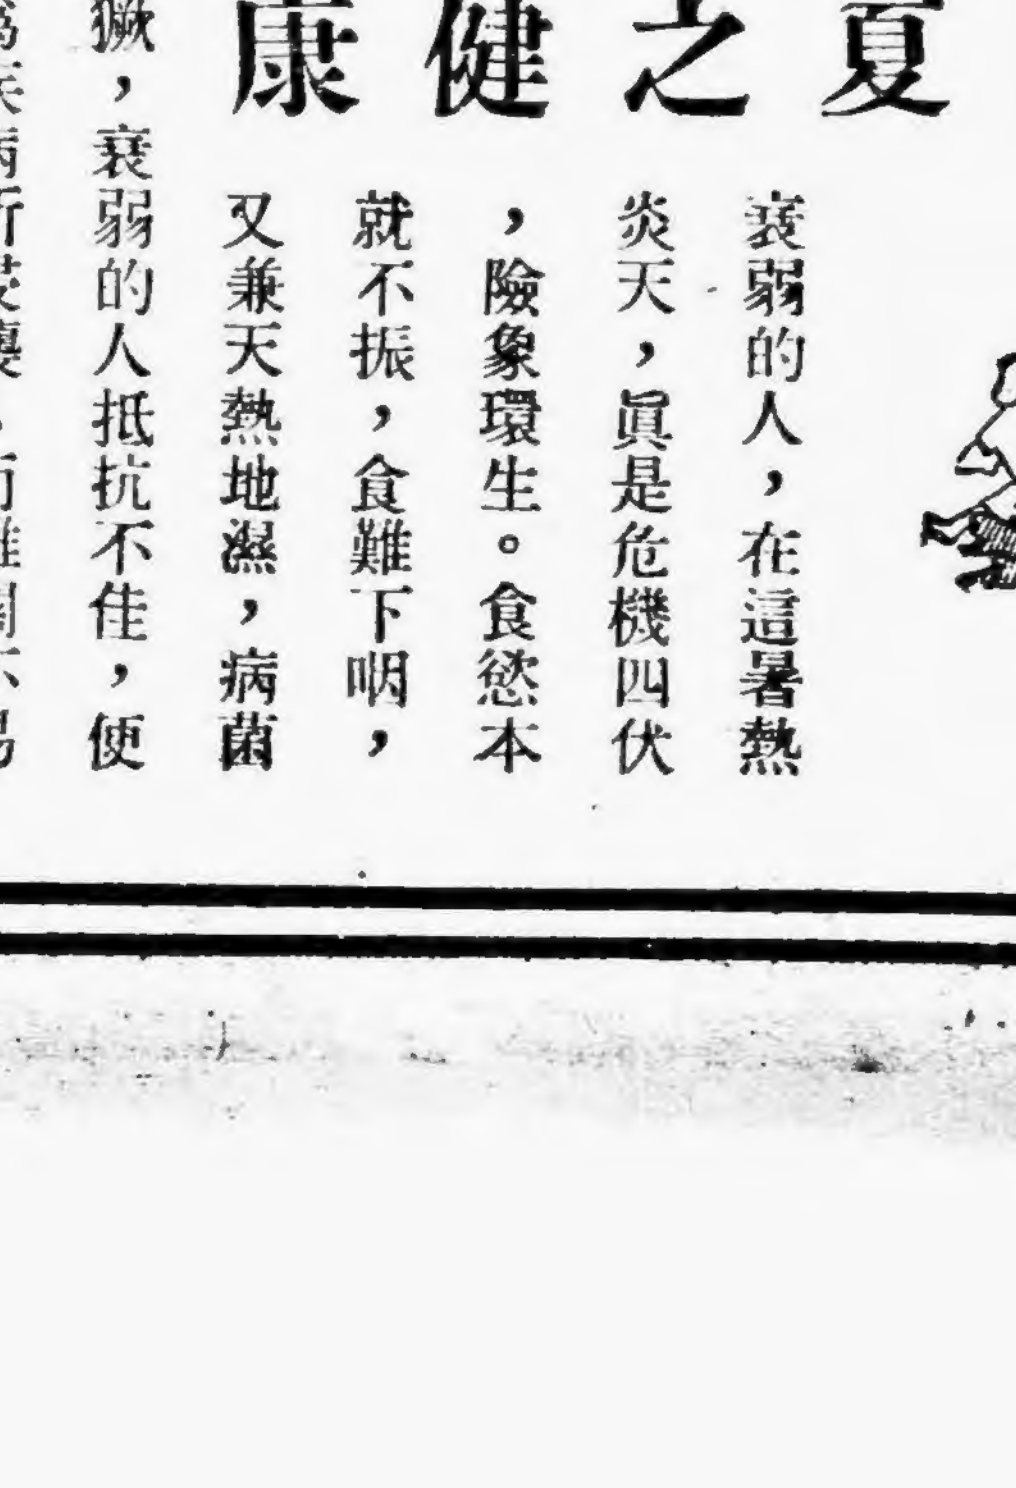 夏之健康
衰弱的人，在這暑熱
炎天，眞是危機四伏
，險象環生。食慾本
就不振，食難下咽，
又兼天熱地濕，病菌
獗，衰弱的人抵抗不佳，便